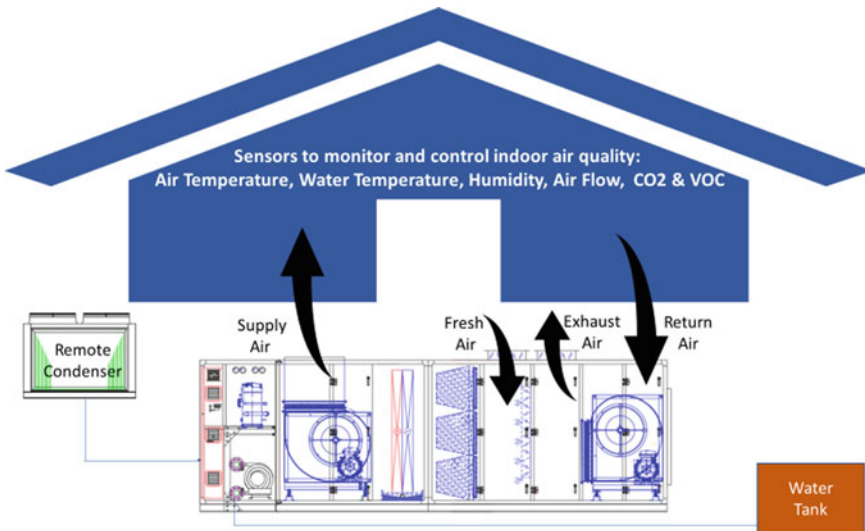 Sensors to monitor and control indoor air quality:
Air Temperature, Water Temperature, Humidity, Air Flow, CO2 & VOC
Supply
Air
Fresh
Air
Exhaust
Air
Return
Air
Remote
Condenser
Water
Tank